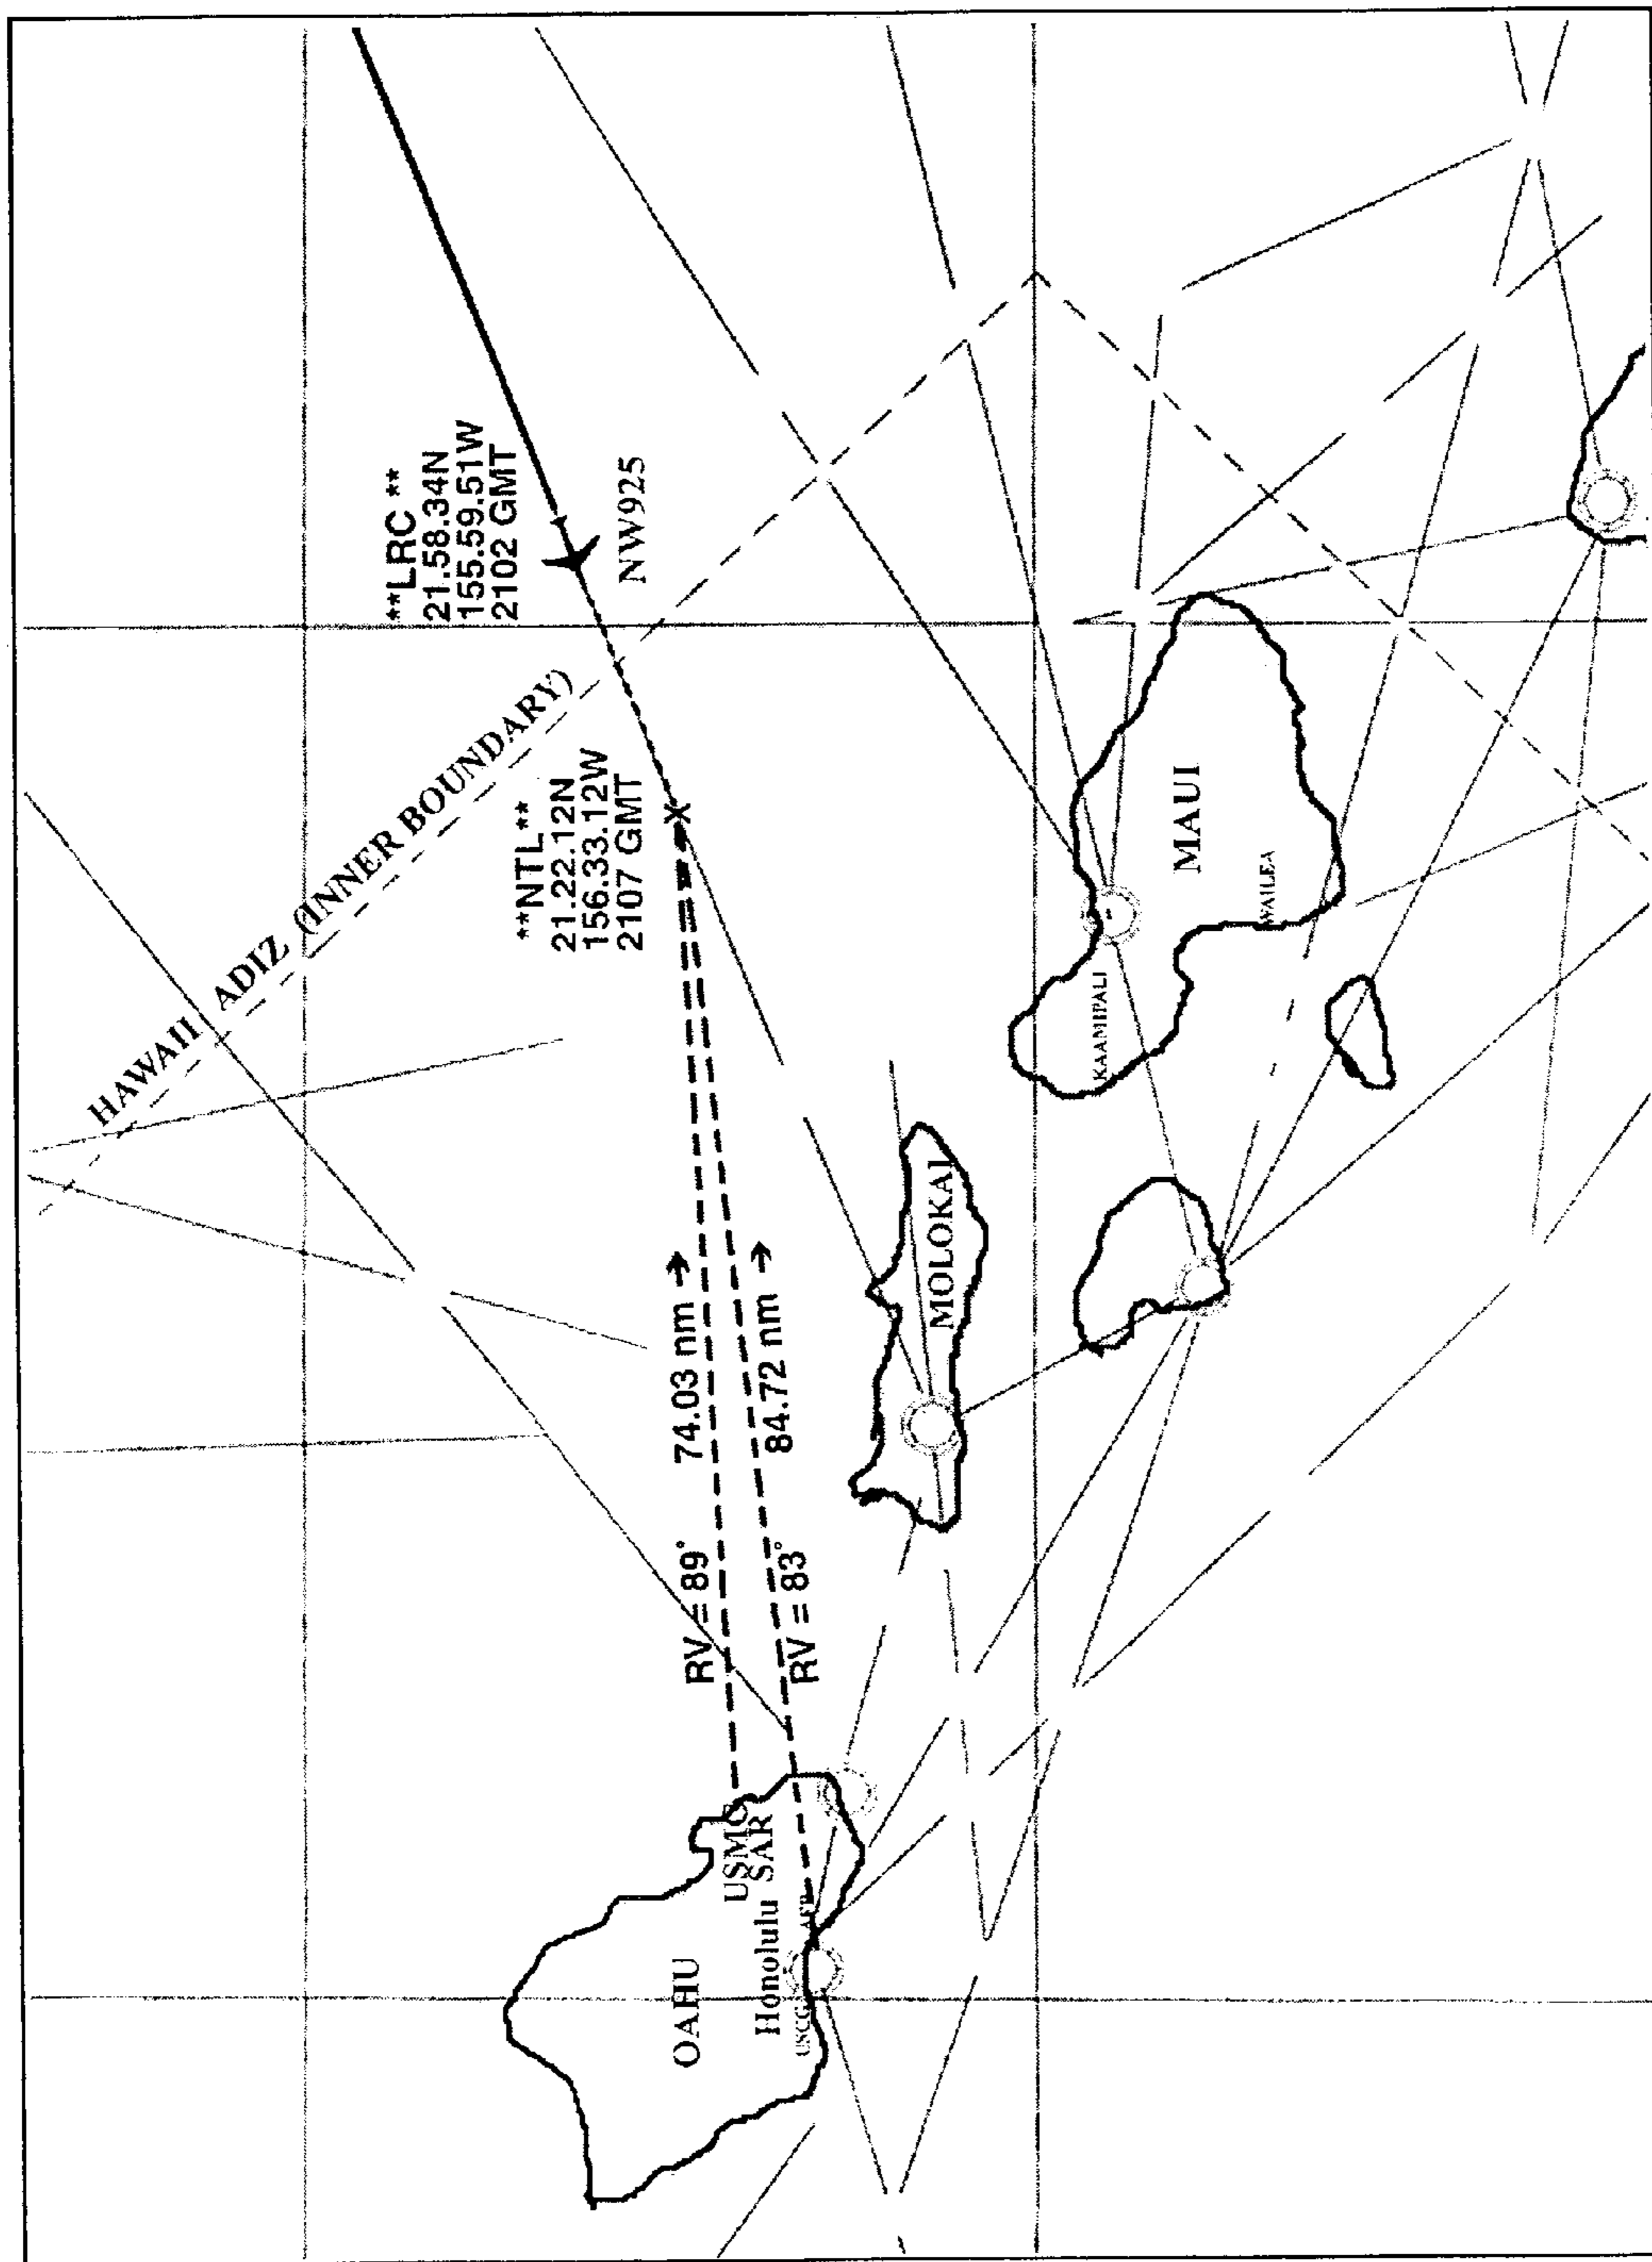 **LRC **
21.58.34N
155.59.51W
2102 GMT
NW925
HAWAII ADIZ (INNER BOUNDARY)
**NTL**
21.22.12N
156.33.12W
2107 GMT
74.03 nm →
84.72 nm →
RV = 89°
RV = 83°
MAUI
WAILEA
KAAMIPALI
MOLOKAI
OAHU
USMC
Honolulu SAR
USCG